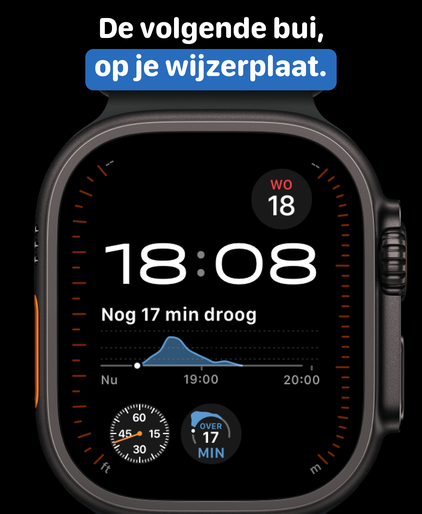 De volgende bui,
op je wijzerplaat.
WO
18
18:08
Nog 17 min droog
Nu 19:00 20:00
60
45 15
30
OVER
17
MIN
ft m